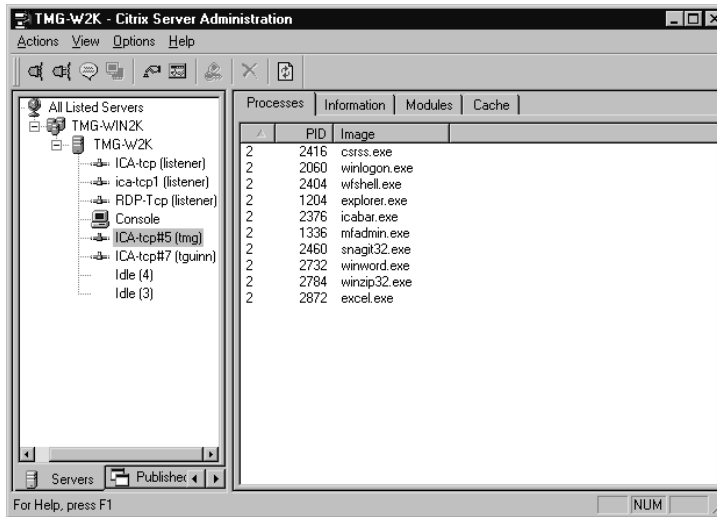 TMG-W2K - Citrix Server Administration
Actions View Options Help
All Listed Servers
TMG-WIN2K
TMG-W2K
ICA-tcp (listener)
ica-tcp1 (listener)
RDP-Tcp (listener)
Console
ICA-tcp#5 (tmg)
ICA-tcp#7 (tguinn)
Idle (4)
Idle (3)
Servers Published
Processes Information Modules Cache
PID Image
2 2416 csrss.exe
2 2060 winlogon.exe
2 2404 wfshell.exe
2 1204 explorer.exe
2 2376 icabar.exe
2 1336 mfadmin.exe
2 2460 snagit32.exe
2 2732 winword.exe
2 2784 winzip32.exe
2 2872 excel.exe
For Help, press F1
NUM